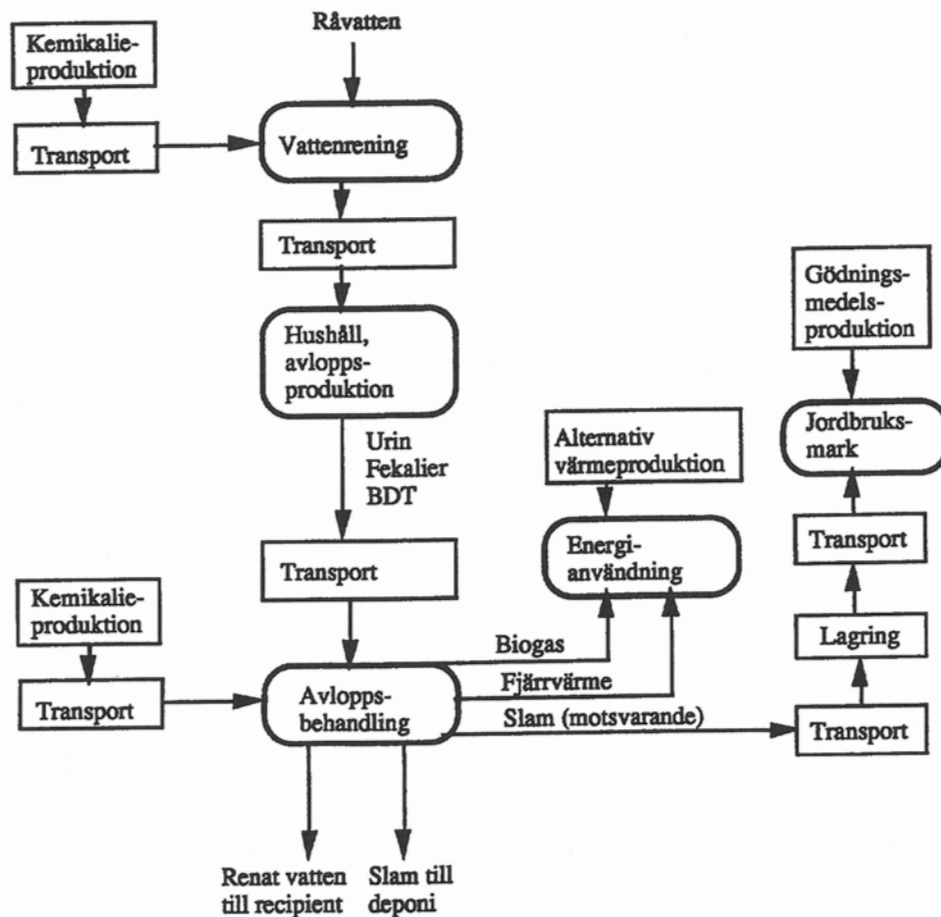 Råvatten
Kemikalie-
produktion
Transport
Vattenrening
Transport
Hushåll,
avlopps-
produktion
Urin
Fekalier
BDT
Transport
Kemikalie-
produktion
Transport
Avlopps-
behandling
Biogas
Fjärrvärme
Slam (motsvarande)
Alternativ
värmeproduktion
Energi-
användning
Gödnings-
medels-
produktion
Jordbruks-
mark
Transport
Lagring
Transport
Renat vatten
till recipient
Slam till
deponi